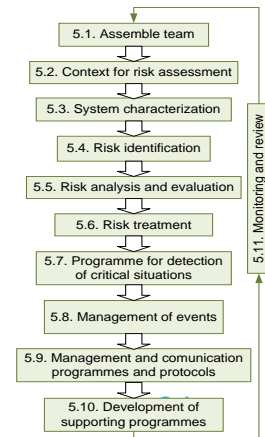 5.1. Assemble team
5.2. Context for risk assessment
5.3. System characterization
5.4. Risk identification
5.5. Risk analysis and evaluation
5.6. Risk treatment
5.7. Programme for detection
of critical situations
5.8. Management of events
5.9. Management and comunication
programmes and protocols
5.10. Development of
supporting programmes
5.11. Monitoring and review